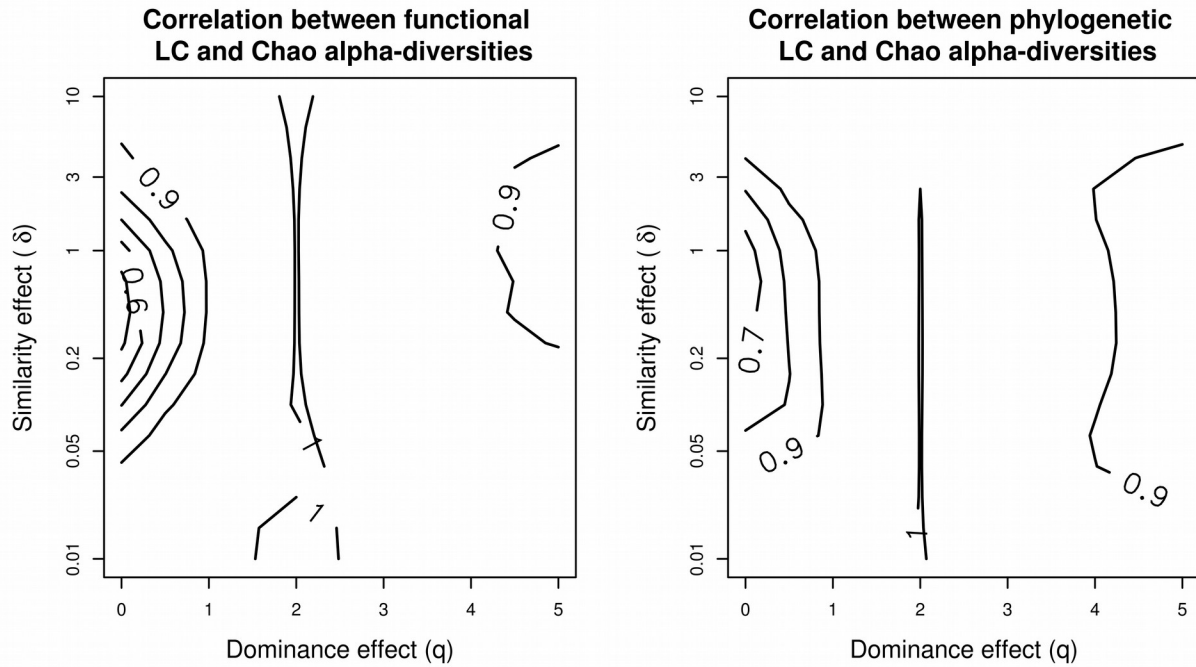 Correlation between functional
LC and Chao alpha-diversities
Similarity effect ( δ)
10
3
1
0.2
0.05
0.01
0.9
0.6
1
1
0.9
0 1 2 3 4 5
Dominance effect (q)
Correlation between phylogenetic
LC and Chao alpha-diversities
Similarity effect ( δ)
10
3
1
0.2
0.05
0.01
0.7
0.9
1
0.9
0 1 2 3 4 5
Dominance effect (q)